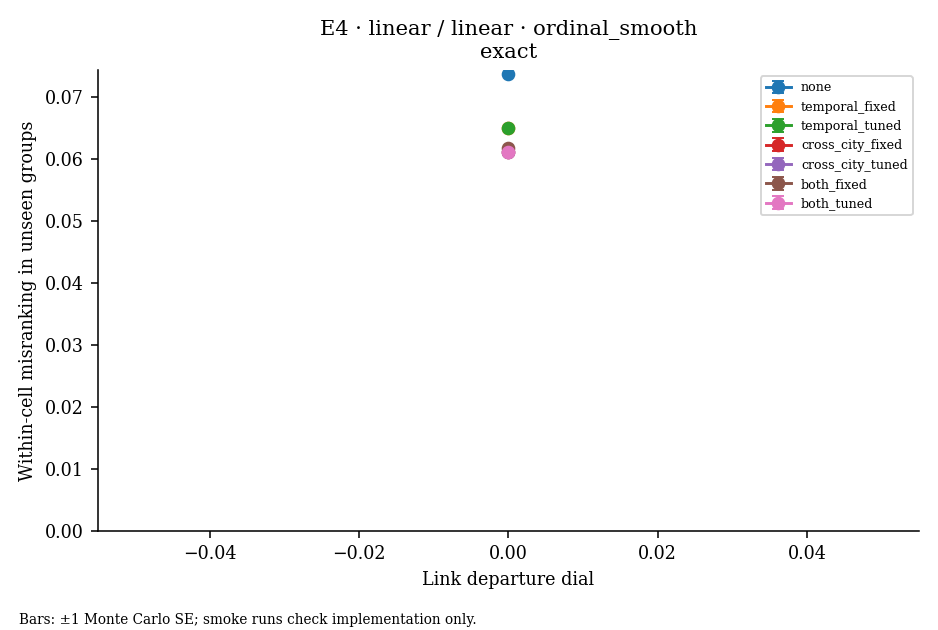 E4 · linear / linear · ordinal_smooth
exact
Within-cell misranking in unseen groups
0.07
0.06
0.05
0.04
0.03
0.02
0.01
0.00
none
temporal_fixed
temporal_tuned
cross_city_fixed
cross_city_tuned
both_fixed
both_tuned
−0.04
−0.02
0.00
0.02
0.04
Link departure dial
Bars: ±1 Monte Carlo SE; smoke runs check implementation only.